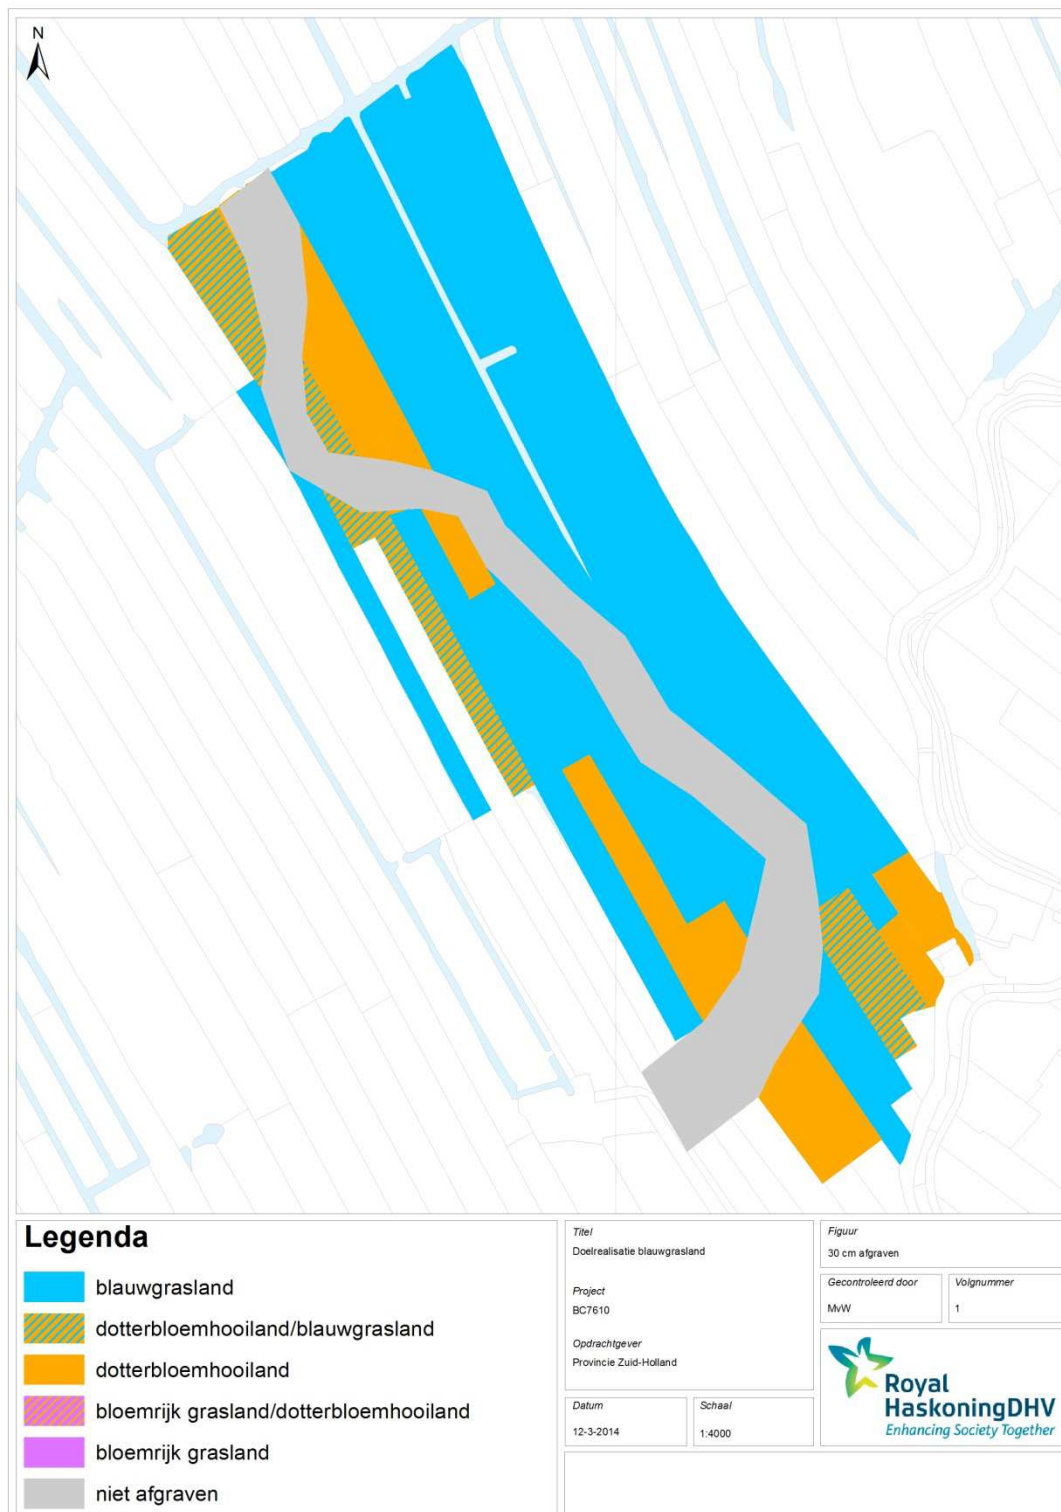 N
Legenda
blauwgrasland
dotterbloemhooiland/blauwgrasland
dotterbloemhooiland
bloemrijk grasland/dotterbloemhooiland
bloemrijk grasland
niet afgraven
Titel
Doelrealisatie blauwgrasland
Project
BC7610
Opdrachtgever
Provincie Zuid-Holland
Datum
12-3-2014
Schaal
1:4000
Figuur
30 cm afgraven
Gecontroleerd door
MvW
Volgnummer
1
Royal
HaskoningDHV
Enhancing Society Together